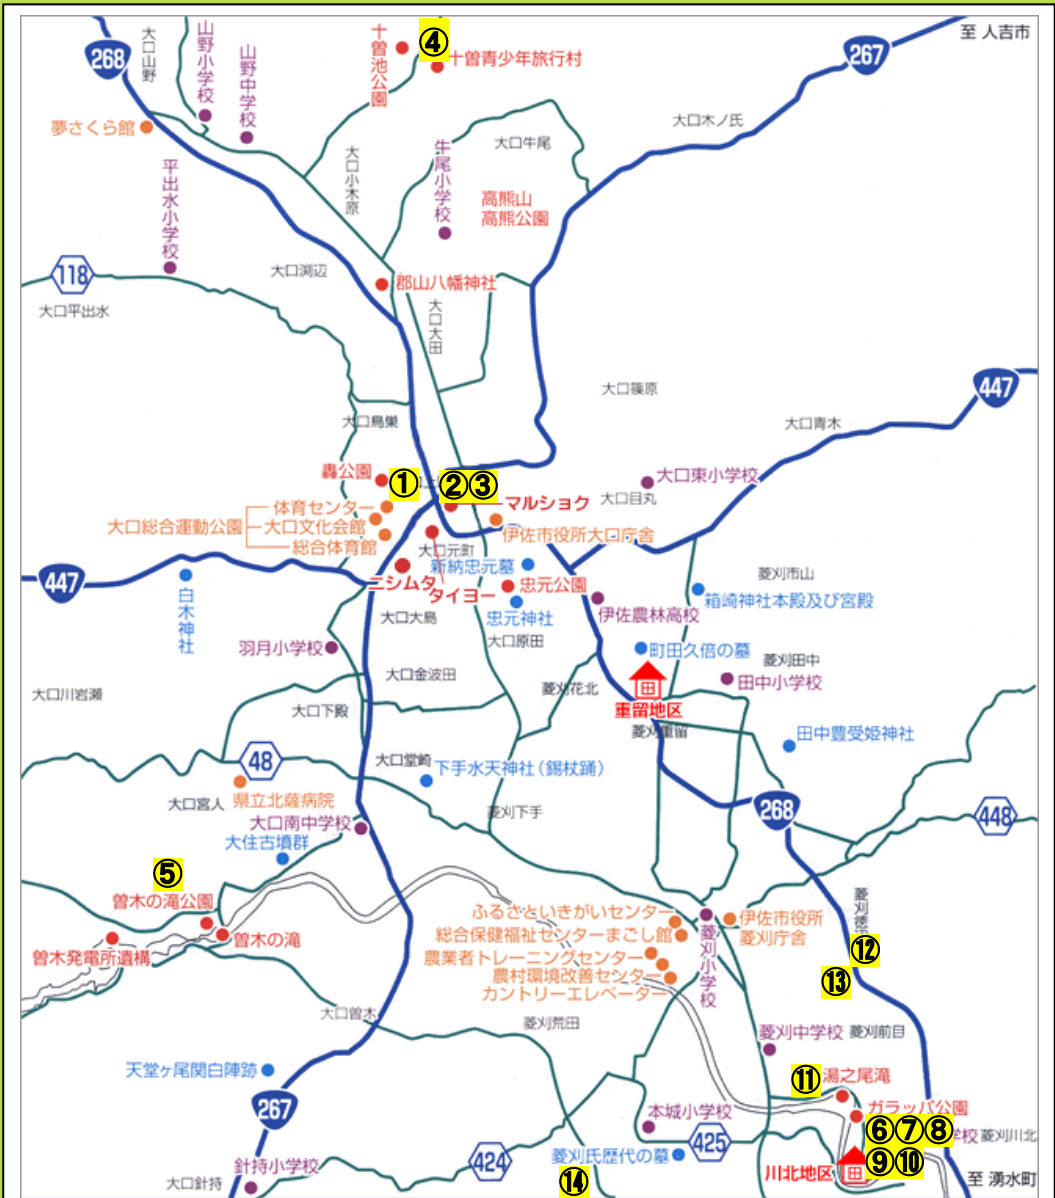 至 人吉市
268
大口山野
山野小学校
山野中学校
十曽池公園
④
十曽青少年旅行村
267
夢さくら館
大口木ノ氏
大口牛尾
平出水小学校
大口小木原
牛尾小学校
高熊山
高熊公園
118
大口渕辺
郡山八幡神社
大口平出水
大口大田
大口篠原
447
大口鳥巣
大口青木
轟公園
①
②③
大口東小学校
大口目丸
マルショク
体育センター
大口総合運動公園
大口文化会館
総合体育館
伊佐市役所大口庁舎
大口元町
新納忠元墓
447
ニシムタ
タイヨー
忠元公園
忠元神社
白木神社
菱刈市山
箱崎神社本殿及び宮殿
伊佐農林高校
大口大島
大口原田
羽月小学校
町田久倍の墓
菱刈田中
田中小学校
大口金波田
菱刈花北
重留地区
菱刈重留
大口川岩瀬
大口下殿
田中豊受姫神社
48
大口堂崎
下手水天神社(錫杖踊)
県立北薩病院
大口宮人
大口南中学校
菱刈下手
268
448
大住古墳群
⑤
曽木の滝公園
曽木の滝
曽木発電所遺構
ふるさといきがいセンター
総合保健福祉センターまごし館
農業者トレーニングセンター
農村環境改善センター
カントリーエレベーター
菱刈小学校
伊佐市役所
菱刈庁舎
⑫
⑬
大口曽木
菱刈荒田
菱刈中学校
菱刈前目
天堂ヶ尾関白陣跡
⑪
湯之尾滝
267
ガラッパ公園
本城小学校
⑥⑦⑧
学校
菱刈川北
425
針持小学校
424
菱刈氏歴代の墓
川北地区
⑨⑩
大口針持
⑭
至 湧水町